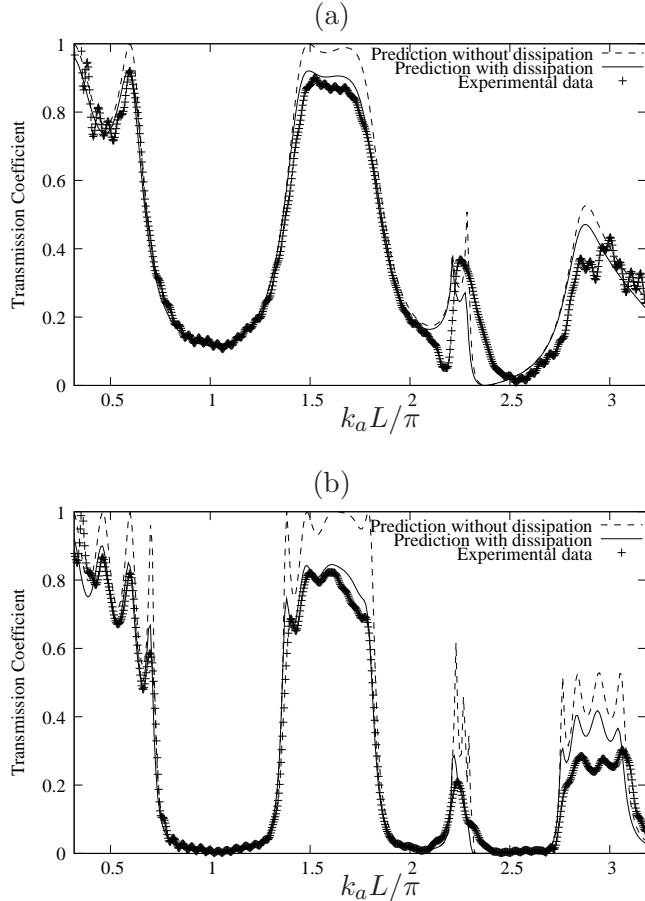 (a)
1
0.8
0.6
0.4
0.2
0
Transmission Coefficient
Prediction without dissipation
Prediction with dissipation
Experimental data
0.5 1 1.5 2 2.5 3
k_a L/π
(b)
1
0.8
0.6
0.4
0.2
0
Transmission Coefficient
Prediction without dissipation
Prediction with dissipation
Experimental data
0.5 1 1.5 2 2.5 3
k_a L/π